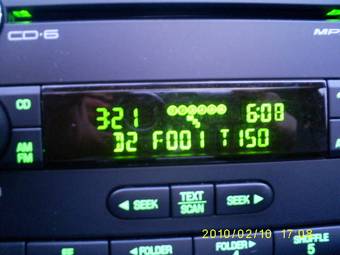 CD·6
MP
CD
3:21 6:08
D2 F001 T150
AM
FM
SEEK
TEXT
SCAN
SEEK
2010/02/10 17:08
FOLDER
FOLDER
SHUFFLE
4
5